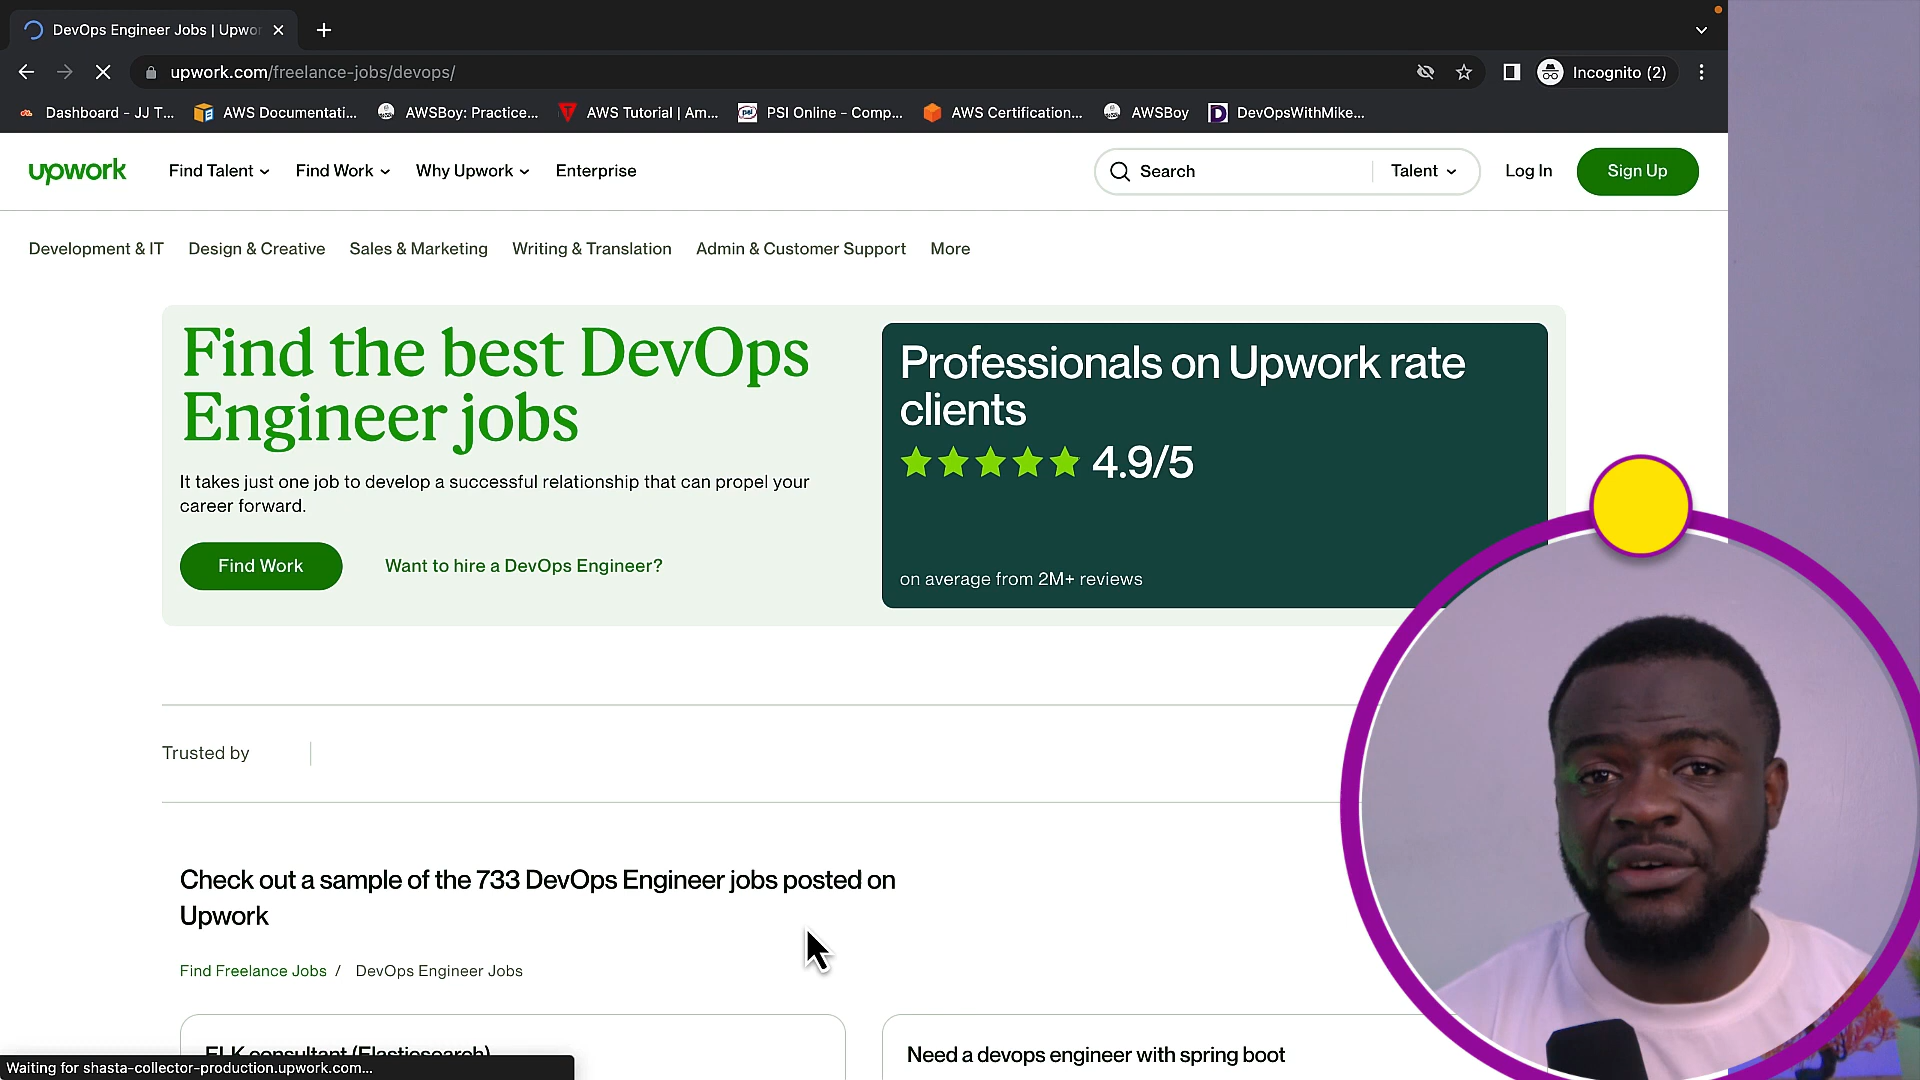 DevOps Engineer Jobs | Upwor
upwork.com/freelance-jobs/devops/
Incognito (2)
Dashboard - JJ T...
AWS Documentati...
AWSBoy: Practice...
AWS Tutorial | Am...
PSI Online – Comp...
AWS Certification...
AWSBoy
DevOpsWithMike...
upwork
Find Talent
Find Work
Why Upwork
Enterprise
Search
Talent
Log In
Sign Up
Development & IT
Design & Creative
Sales & Marketing
Writing & Translation
Admin & Customer Support
More
Find the best DevOps
Engineer jobs
It takes just one job to develop a successful relationship that can propel your
career forward.
Find Work
Want to hire a DevOps Engineer?
Professionals on Upwork rate
clients
4.9/5
on average from 2M+ reviews
Trusted by
Check out a sample of the 733 DevOps Engineer jobs posted on
Upwork
Find Freelance Jobs / DevOps Engineer Jobs
ELK consultant (Elasticsearch)
Need a devops engineer with spring boot
Waiting for shasta-collector-production.upwork.com...